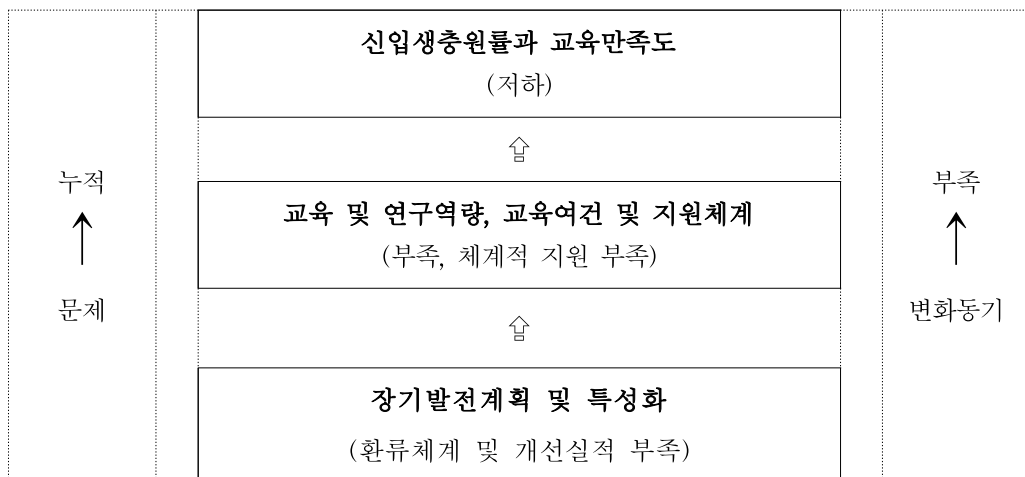 신입생충원률과 교육만족도
(저하)
누적
부족
교육 및 연구역량, 교육여건 및 지원체계
(부족, 체계적 지원 부족)
문제
변화동기
장기발전계획 및 특성화
(환류체계 및 개선실적 부족)